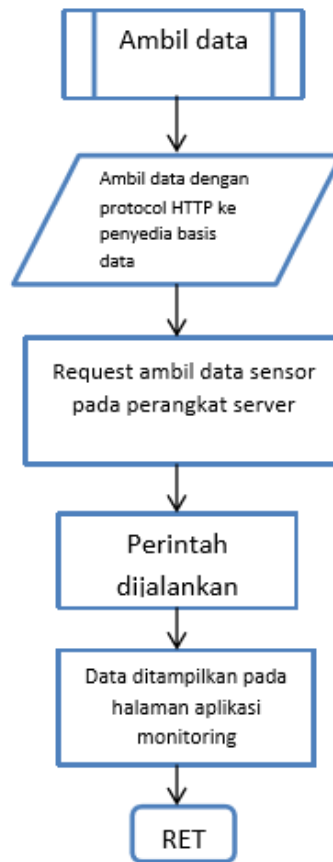 Ambil data
Ambil data dengan
protocol HTTP ke
penyedia basis
data
Request ambil data sensor
pada perangkat server
Perintah
dijalankan
Data ditampilkan pada
halaman aplikasi
monitoring
RET